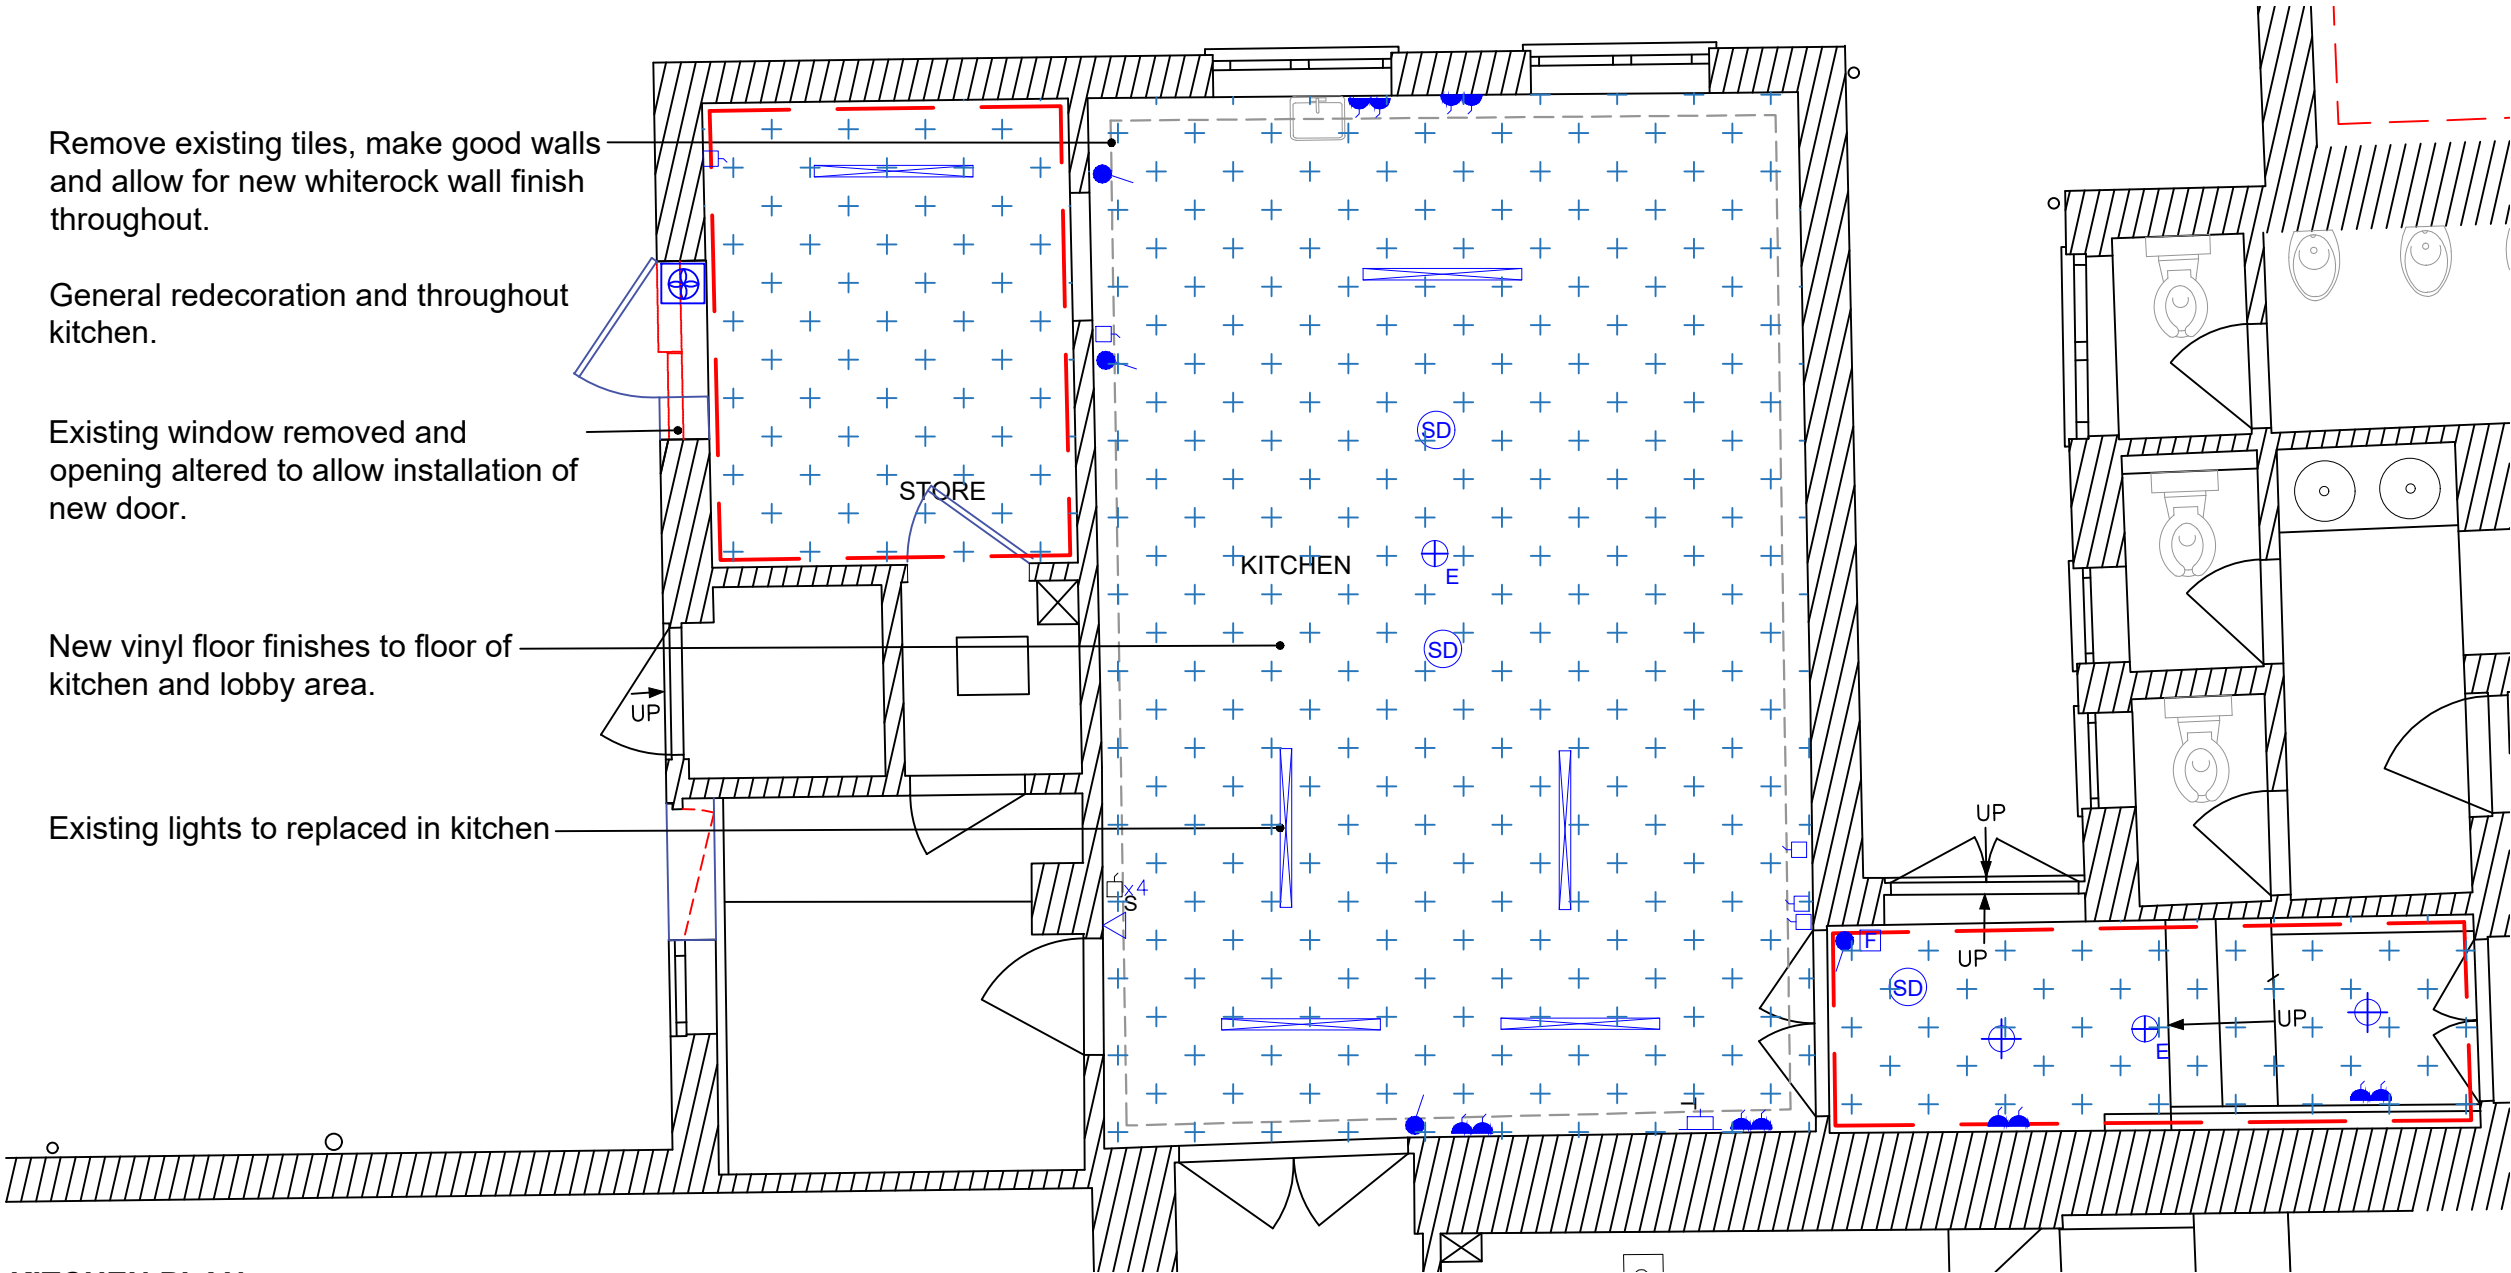 Remove existing tiles, make good walls
and allow for new whiterock wall finish
throughout.
General redecoration and throughout
kitchen.
Existing window removed and
opening altered to allow installation of
new door.
New vinyl floor finishes to floor of
kitchen and lobby area.
Existing lights to replaced in kitchen
STORE
KITCHEN
SD
E
SD
UP
x4
S
T
UP
UP
F
SD
E
UP